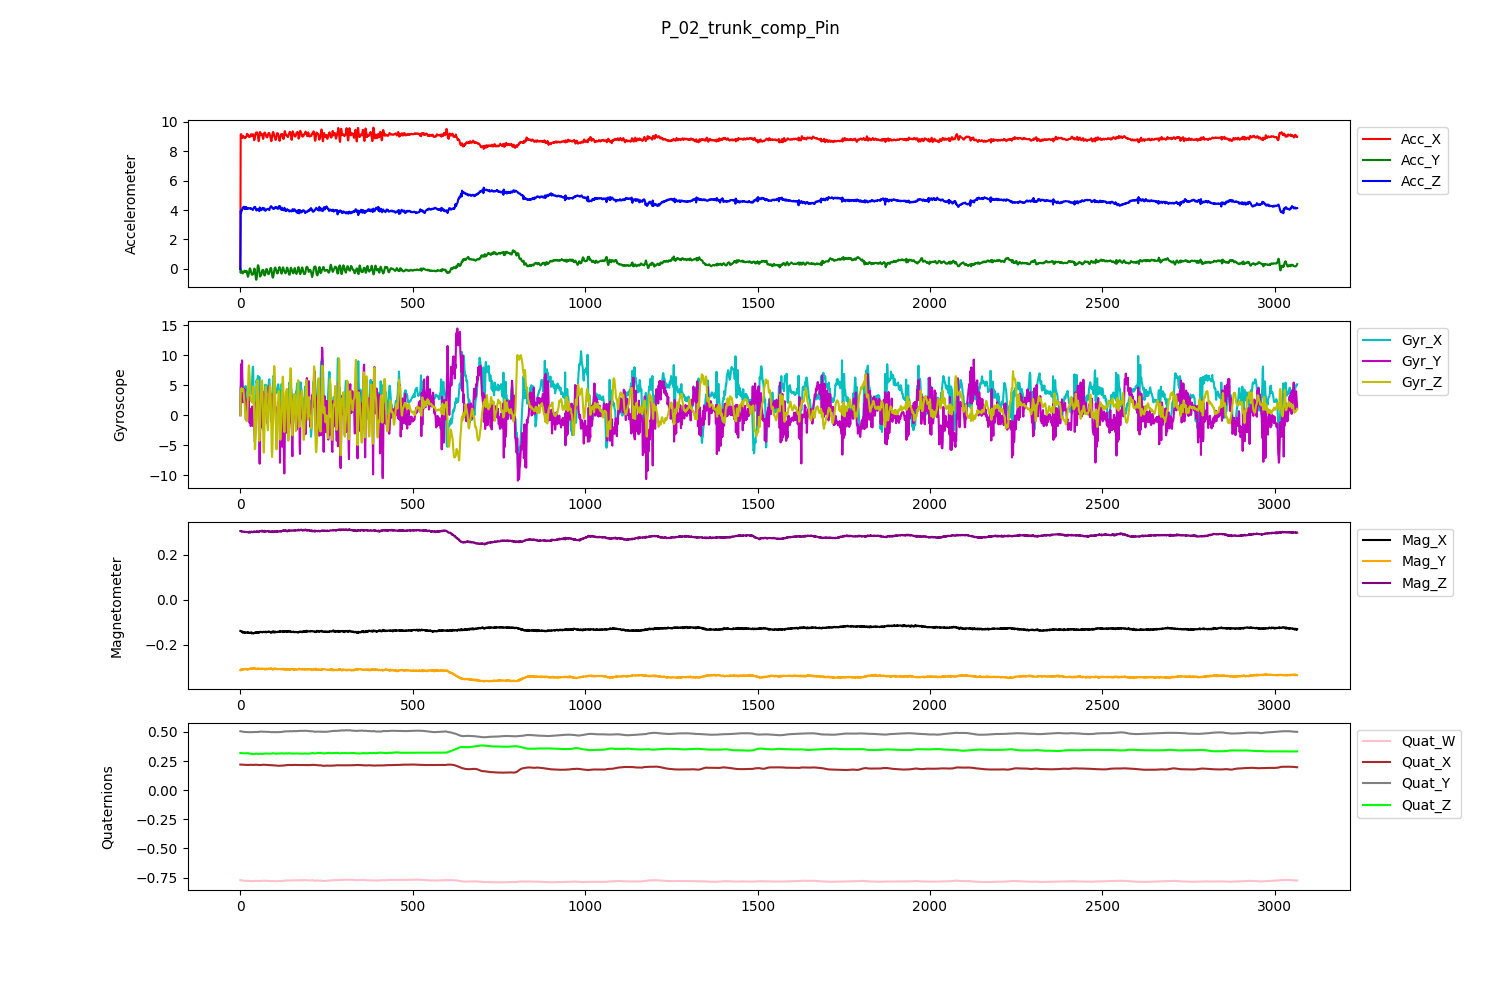 P_02_trunk_comp_Pin
Accelerometer
10
8
6
4
2
0
0 500 1000 1500 2000 2500 3000
Acc_X
Acc_Y
Acc_Z
Gyroscope
15
10
5
0
−5
−10
0 500 1000 1500 2000 2500 3000
Gyr_X
Gyr_Y
Gyr_Z
Magnetometer
0.2
0.0
−0.2
0 500 1000 1500 2000 2500 3000
Mag_X
Mag_Y
Mag_Z
Quaternions
0.50
0.25
0.00
−0.25
−0.50
−0.75
0 500 1000 1500 2000 2500 3000
Quat_W
Quat_X
Quat_Y
Quat_Z